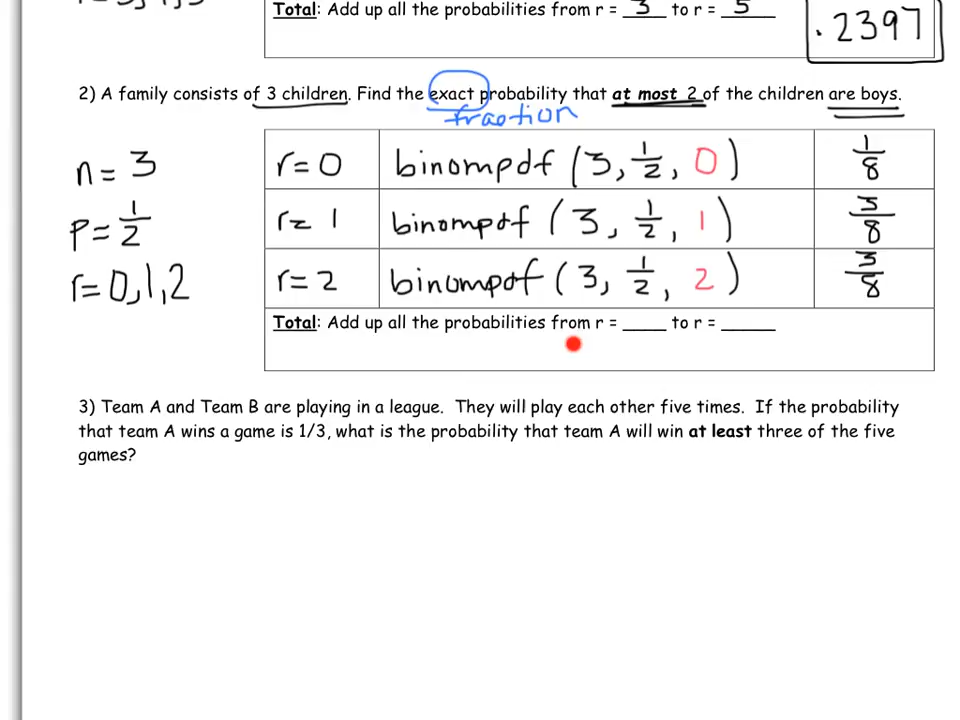 Total: Add up all the probabilities from r = 3 to r = 5
.2397
2) A family consists of 3 children. Find the exact probability that at most 2 of the children are boys.
fraction
n = 3
p = 1/2
r = 0, 1, 2
r = 0 binompdf (3, 1/2, 0) 1/8
r = 1 binompdf (3, 1/2, 1) 3/8
r = 2 binompdf (3, 1/2, 2) 3/8
Total: Add up all the probabilities from r = _____ to r = ______
3) Team A and Team B are playing in a league. They will play each other five times. If the probability
that team A wins a game is 1/3, what is the probability that team A will win at least three of the five
games?